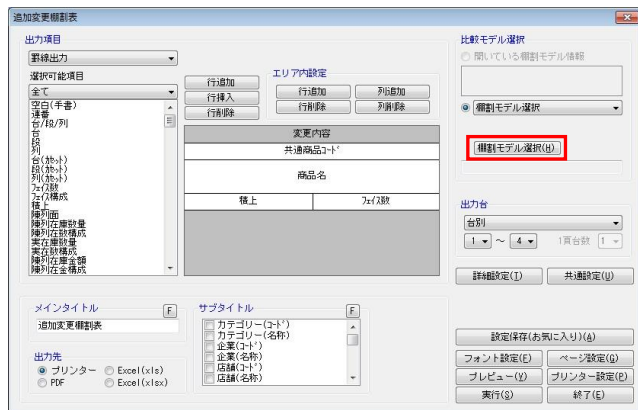 追加変更棚割表
出力項目
罫線出力
選択可能項目
全て
空白(手書)
連番
台/段/列
台
段
列
台(ｶｾｯﾄ)
段(ｶｾｯﾄ)
列(ｶｾｯﾄ)
ﾌｪｲｽ数
ﾌｪｲｽ構成
積上
陳列面
陳列在庫数量
陳列在数構成
実在庫数量
実在数構成
陳列在庫金額
陳列在金構成
行追加
行挿入
行削除
エリア内設定
行追加
列追加
行削除
列削除
変更内容
共通商品ｺｰﾄﾞ
商品名
積上
ﾌｪｲｽ数
比較モデル選択
開いている棚割モデル情報
棚割モデル選択
棚割モデル選択(H)
出力台
台別
1 ～ 4
1頁台数 1
詳細設定(I)
共通設定(U)
メインタイトル F
追加変更棚割表
出力先
プリンター
Excel(xls)
PDF
Excel(xlsx)
サブタイトル F
カテゴリー(ｺｰﾄﾞ)
カテゴリー(名称)
企業(ｺｰﾄﾞ)
企業(名称)
店舗(ｺｰﾄﾞ)
店舗(名称)
設定保存(お気に入り)(A)
フォント設定(F)
ページ設定(G)
プレビュー(V)
プリンター設定(P)
実行(S)
終了(E)